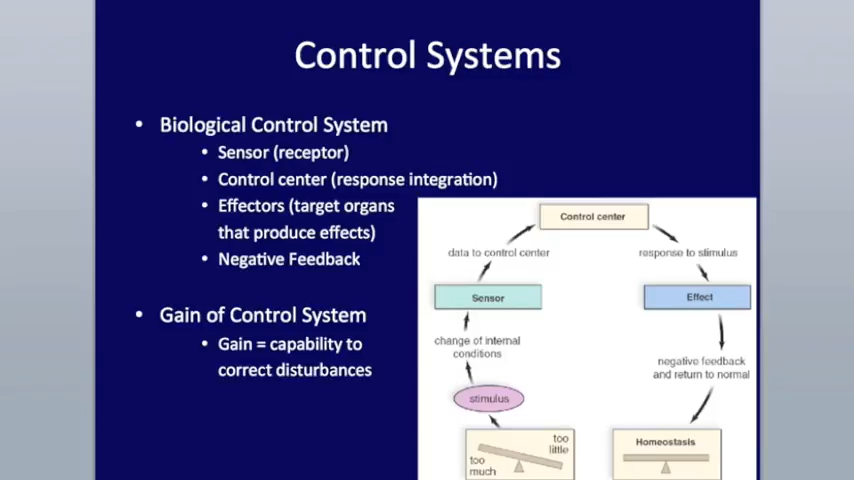 Control Systems
• Biological Control System
• Sensor (receptor)
• Control center (response integration)
• Effectors (target organs
that produce effects)
• Negative Feedback
• Gain of Control System
• Gain = capability to
correct disturbances
Control center
data to control center
response to stimulus
Sensor
Effect
change of internal
conditions
negative feedback
and return to normal
stimulus
too
little
too
much
Homeostasis